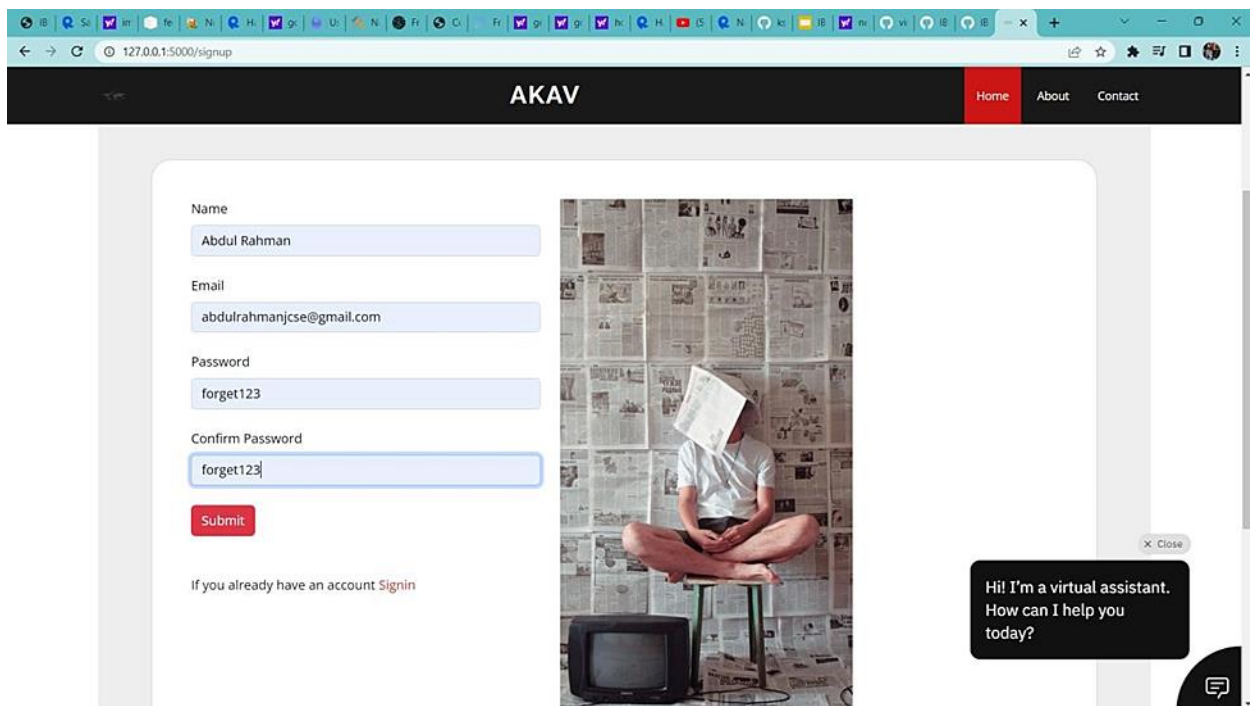 127.0.0.1:5000/signup
AKAV
Home About Contact
Name
Abdul Rahman
Email
abdulrahmanjcse@gmail.com
Password
forget123
Confirm Password
forget123
Submit
If you already have an account Signin
× Close
Hi! I'm a virtual assistant.
How can I help you
today?